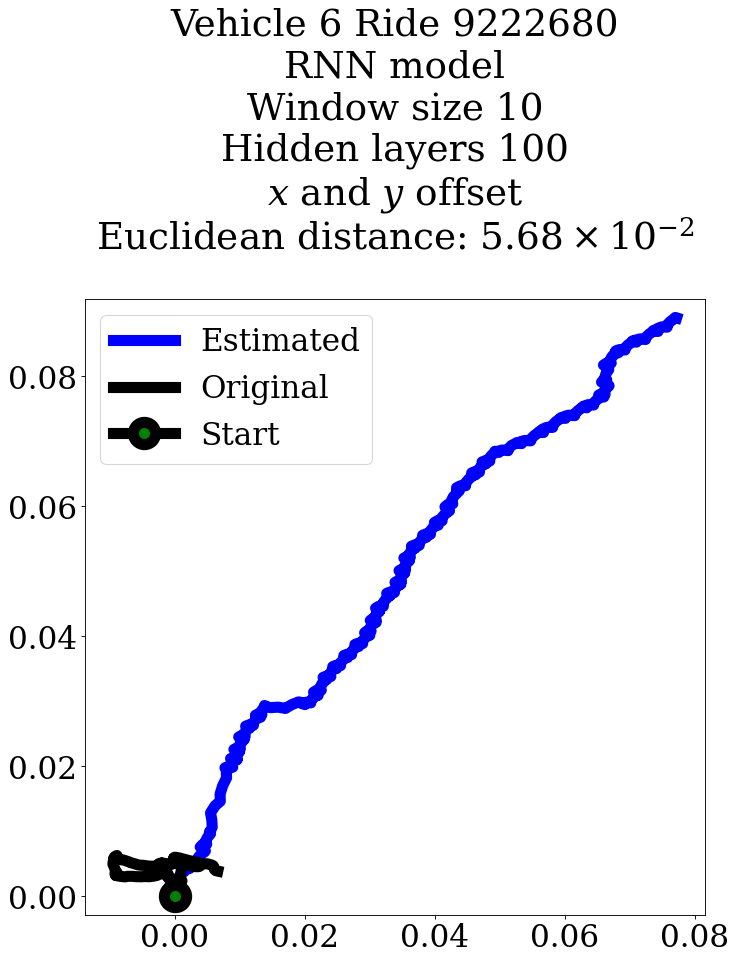 Vehicle 6 Ride 9222680
RNN model
Window size 10
Hidden layers 100
x and y offset
Euclidean distance: 5.68 × 10⁻²
Estimated
Original
Start
0.08
0.06
0.04
0.02
0.00
0.00 0.02 0.04 0.06 0.08